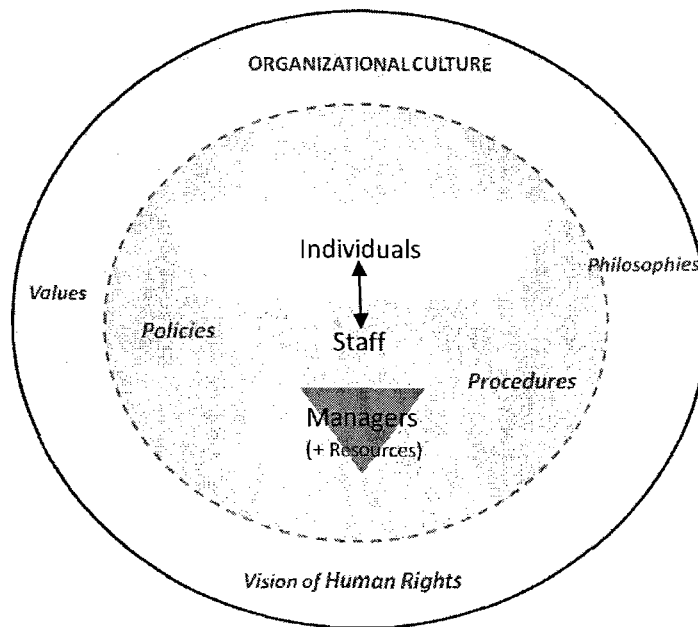 ORGANIZATIONAL CULTURE
Individuals
Philosophies
Values
Policies
Staff
Procedures
Managers
(+ Resources)
Vision of Human Rights